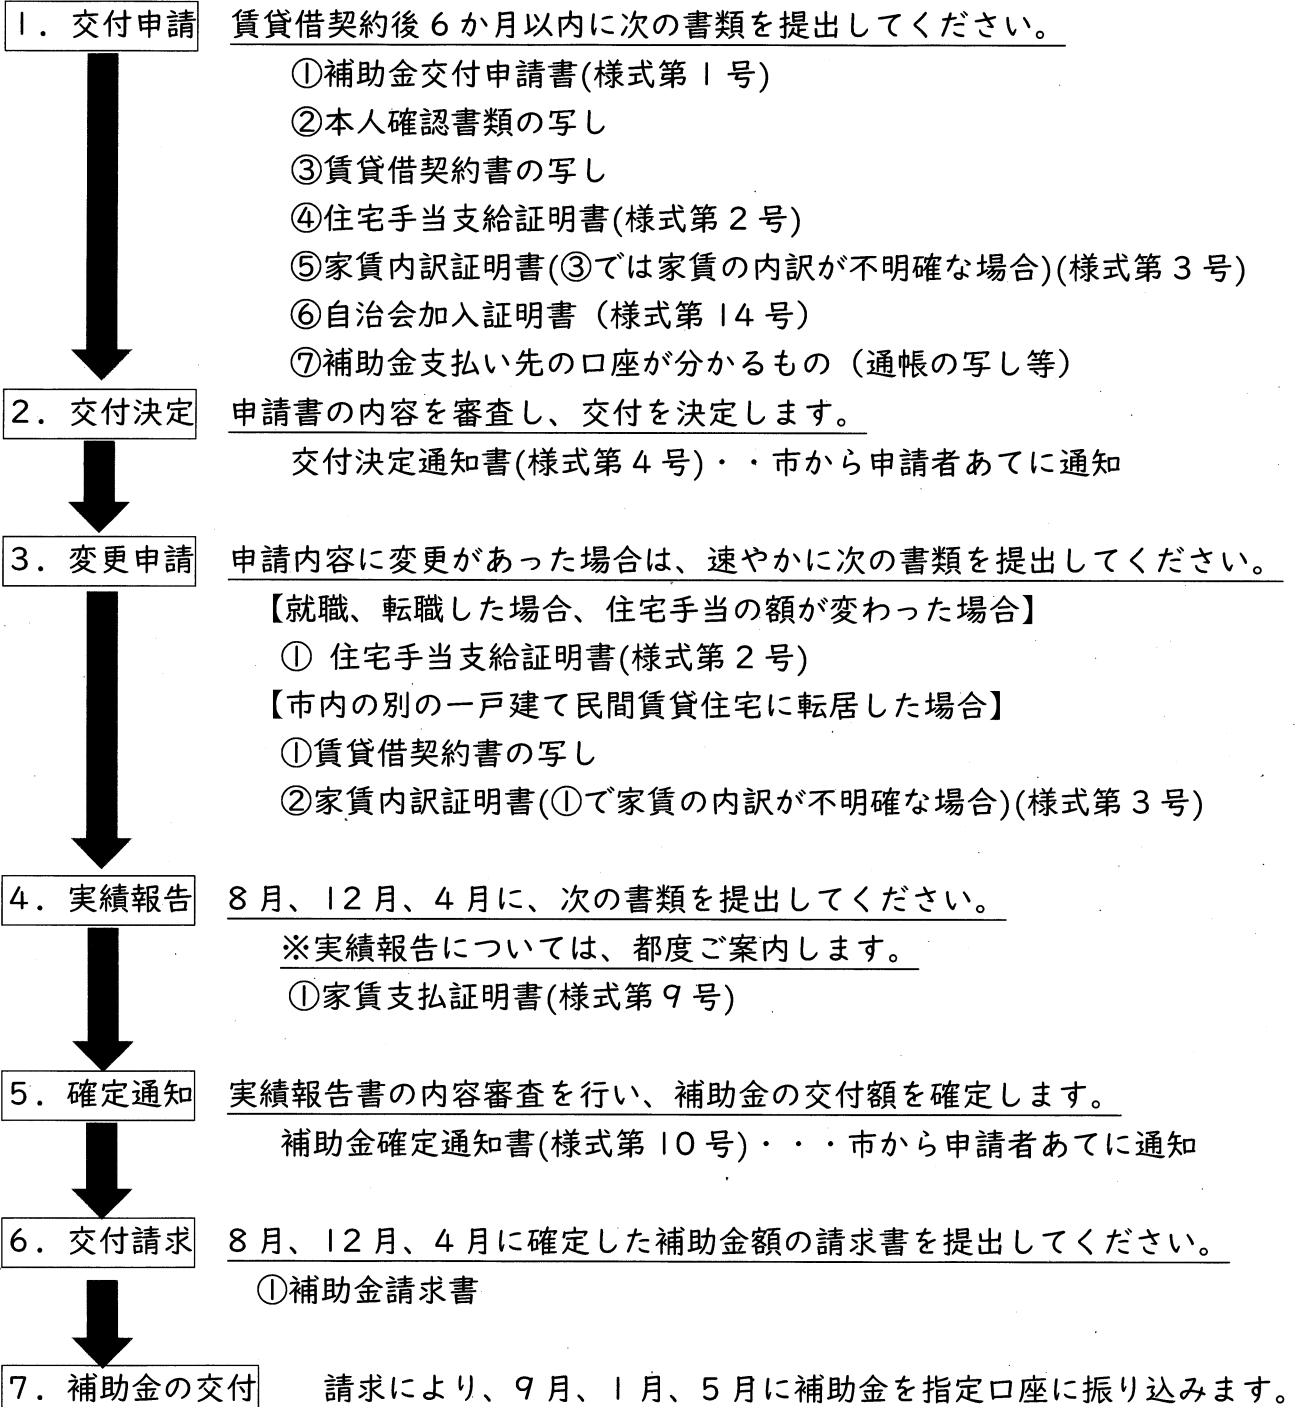 1．交付申請　賃貸借契約後6か月以内に次の書類を提出してください。
①補助金交付申請書(様式第1号)
②本人確認書類の写し
③賃貸借契約書の写し
④住宅手当支給証明書(様式第2号)
⑤家賃内訳証明書(③では家賃の内訳が不明確な場合)(様式第3号)
⑥自治会加入証明書（様式第14号）
⑦補助金支払い先の口座が分かるもの（通帳の写し等）
2．交付決定　申請書の内容を審査し、交付を決定します。
交付決定通知書(様式第4号)・・市から申請者あてに通知
3．変更申請　申請内容に変更があった場合は、速やかに次の書類を提出してください。
【就職、転職した場合、住宅手当の額が変わった場合】
① 住宅手当支給証明書(様式第2号)
【市内の別の一戸建て民間賃貸住宅に転居した場合】
①賃貸借契約書の写し
②家賃内訳証明書(①で家賃の内訳が不明確な場合)(様式第3号)
4．実績報告　8月、12月、4月に、次の書類を提出してください。
※実績報告については、都度ご案内します。
①家賃支払証明書(様式第9号)
5．確定通知　実績報告書の内容審査を行い、補助金の交付額を確定します。
補助金確定通知書(様式第10号)・・・市から申請者あてに通知
6．交付請求　8月、12月、4月に確定した補助金額の請求書を提出してください。
①補助金請求書
7．補助金の交付　請求により、9月、1月、5月に補助金を指定口座に振り込みます。